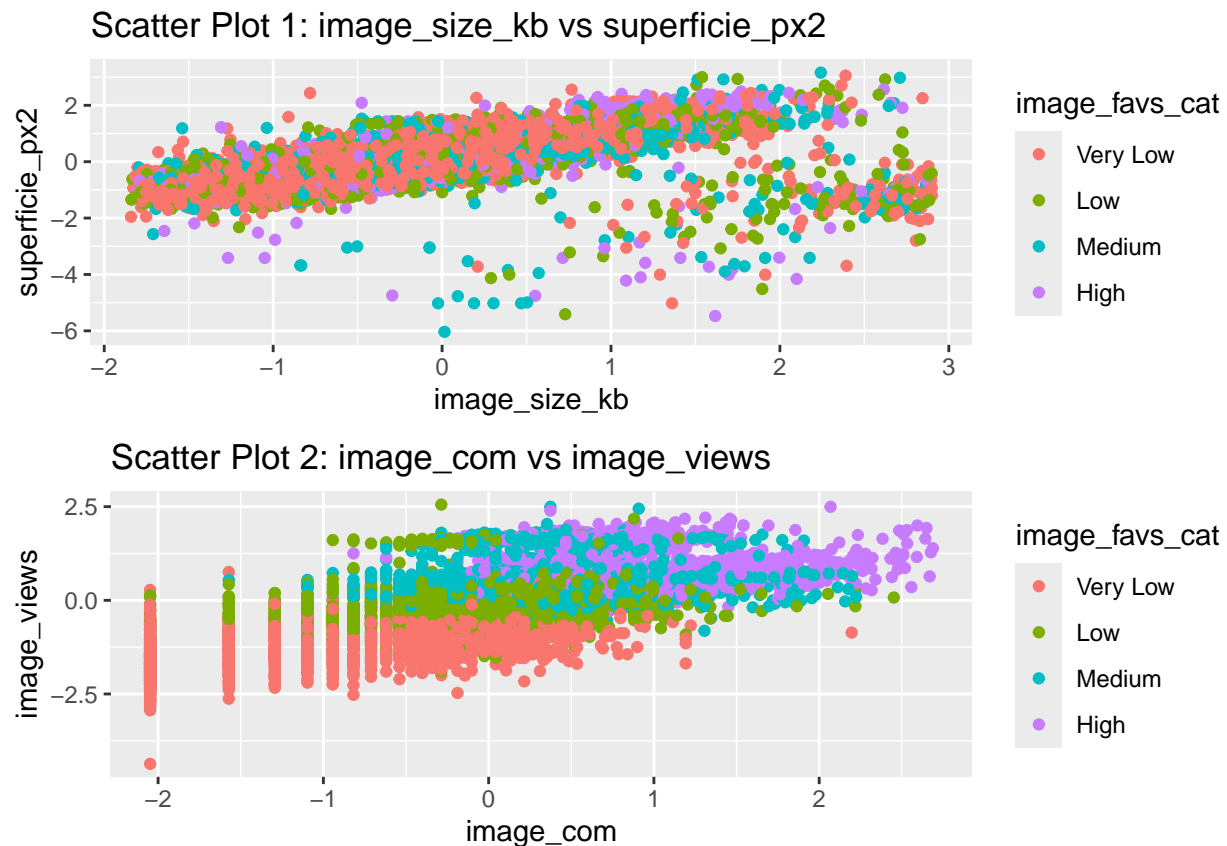 Scatter Plot 1: image_size_kb vs superficie_px2
superficie_px2
2
0
−2
−4
−6
−2
−1
0
1
2
3
image_size_kb
image_favs_cat
Very Low
Low
Medium
High
Scatter Plot 2: image_com vs image_views
image_views
2.5
0.0
−2.5
−2
−1
0
1
2
image_com
image_favs_cat
Very Low
Low
Medium
High